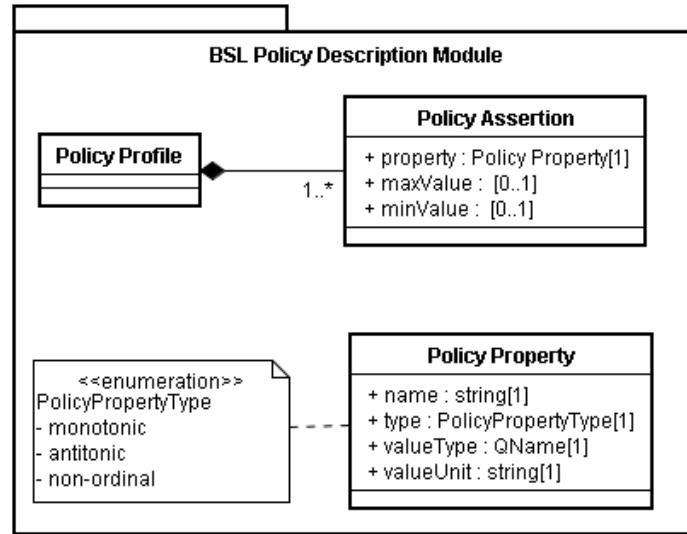 BSL Policy Description Module
Policy Profile
1..*
Policy Assertion
+ property : Policy Property[1]
+ maxValue :  [0..1]
+ minValue :  [0..1]
<<enumeration>>
PolicyPropertyType
- monotonic
- antitonic
- non-ordinal
Policy Property
+ name : string[1]
+ type : PolicyPropertyType[1]
+ valueType : QName[1]
+ valueUnit : string[1]